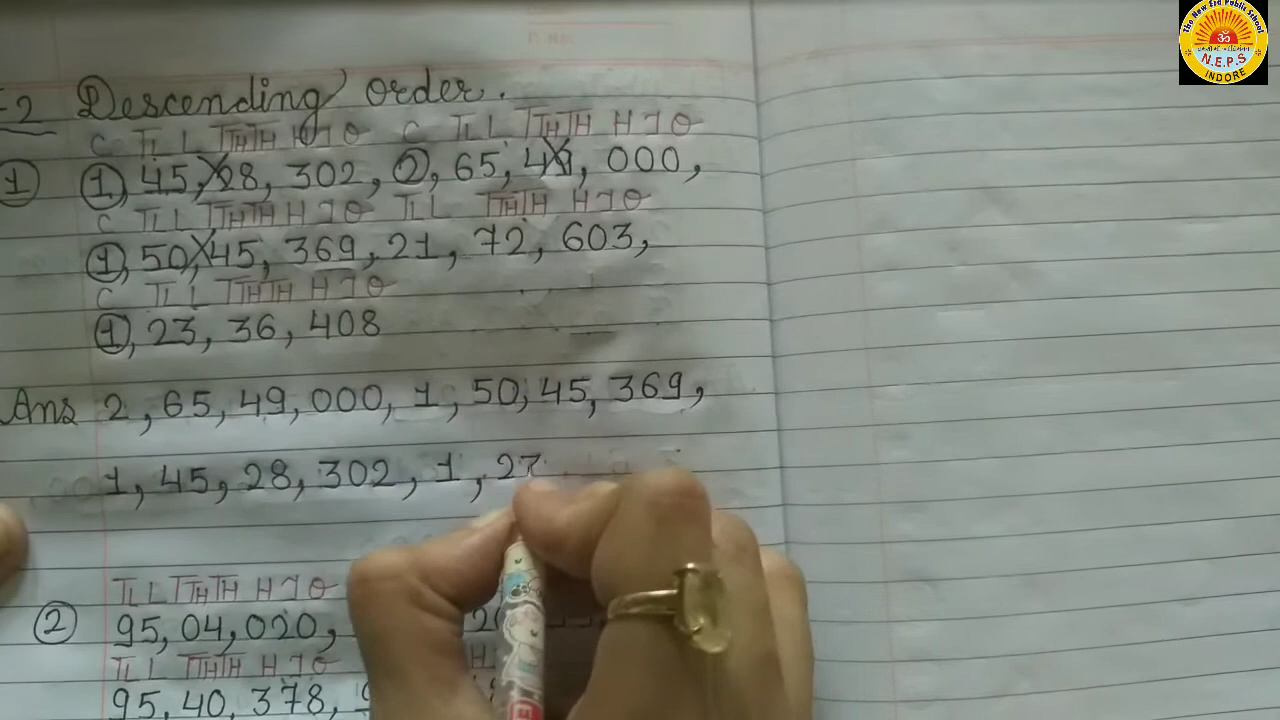 -2 Descending order.
C TL L TTH TH H T O C TL L TTH TH H T O
1 1, 45, 28, 302, 2, 65, 49, 000,
C TL L TTH TH H T O TL L TTH TH H T O
1, 50, 45, 369, 21, 72, 603,
C TL L TTH TH H T O
1, 23, 36, 408
Ans 2, 65, 49, 000, 1, 50, 45, 369,
1, 45, 28, 302, 1, 23
TL L TTH TH H T O
2 95, 04, 020,
TL L TTH TH H T O
95, 40, 378,
The New Era Public School
N.E.P.S
INDORE